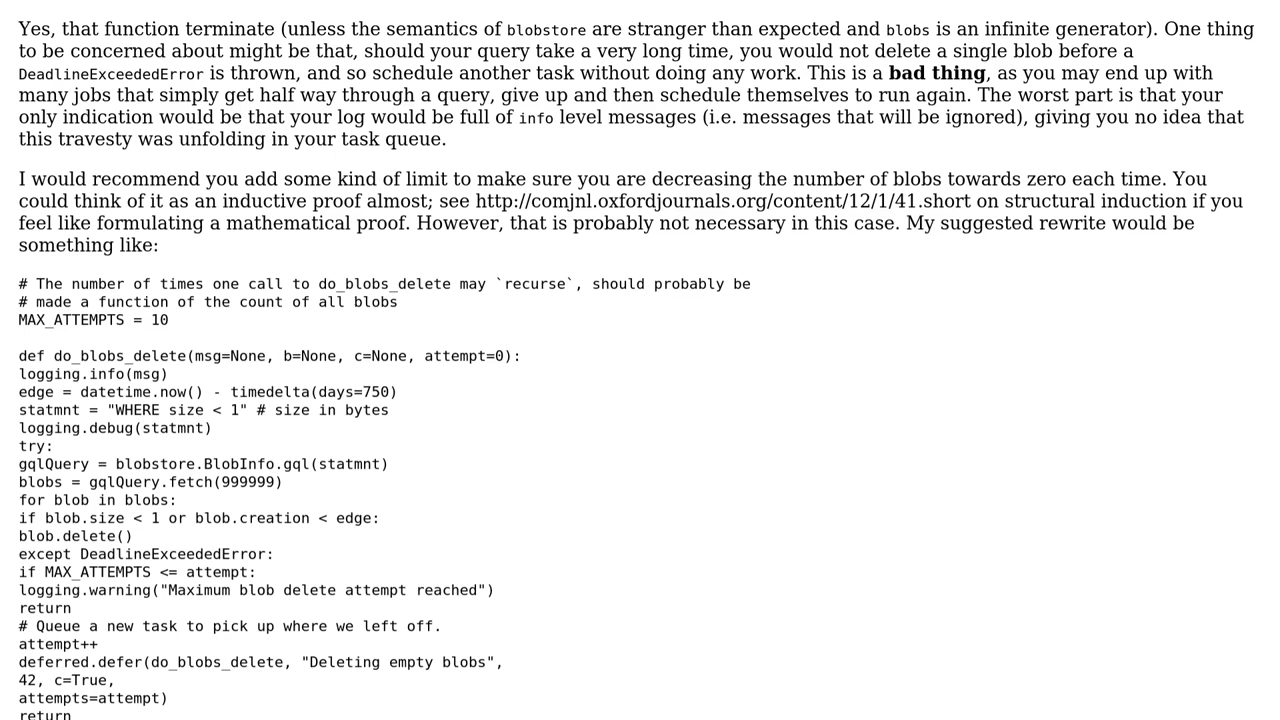 Yes, that function terminate (unless the semantics of blobstore are stranger than expected and blobs is an infinite generator). One thing
to be concerned about might be that, should your query take a very long time, you would not delete a single blob before a
DeadlineExceededError is thrown, and so schedule another task without doing any work. This is a bad thing, as you may end up with
many jobs that simply get half way through a query, give up and then schedule themselves to run again. The worst part is that your
only indication would be that your log would be full of info level messages (i.e. messages that will be ignored), giving you no idea that
this travesty was unfolding in your task queue.
I would recommend you add some kind of limit to make sure you are decreasing the number of blobs towards zero each time. You
could think of it as an inductive proof almost; see http://comjnl.oxfordjournals.org/content/12/1/41.short on structural induction if you
feel like formulating a mathematical proof. However, that is probably not necessary in this case. My suggested rewrite would be
something like:
# The number of times one call to do_blobs_delete may `recurse`, should probably be
# made a function of the count of all blobs
MAX_ATTEMPTS = 10
def do_blobs_delete(msg=None, b=None, c=None, attempt=0):
logging.info(msg)
edge = datetime.now() - timedelta(days=750)
statmnt = "WHERE size < 1" # size in bytes
logging.debug(statmnt)
try:
gqlQuery = blobstore.BlobInfo.gql(statmnt)
blobs = gqlQuery.fetch(999999)
for blob in blobs:
if blob.size < 1 or blob.creation < edge:
blob.delete()
except DeadlineExceededError:
if MAX_ATTEMPTS <= attempt:
logging.warning("Maximum blob delete attempt reached")
return
# Queue a new task to pick up where we left off.
attempt++
deferred.defer(do_blobs_delete, "Deleting empty blobs",
42, c=True,
attempts=attempt)
return